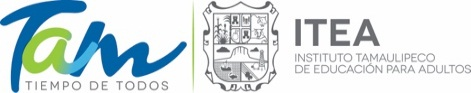 Tam
TIEMPO DE TODOS
ITEA
INSTITUTO TAMAULIPECO
DE EDUCACIÓN PARA ADULTOS